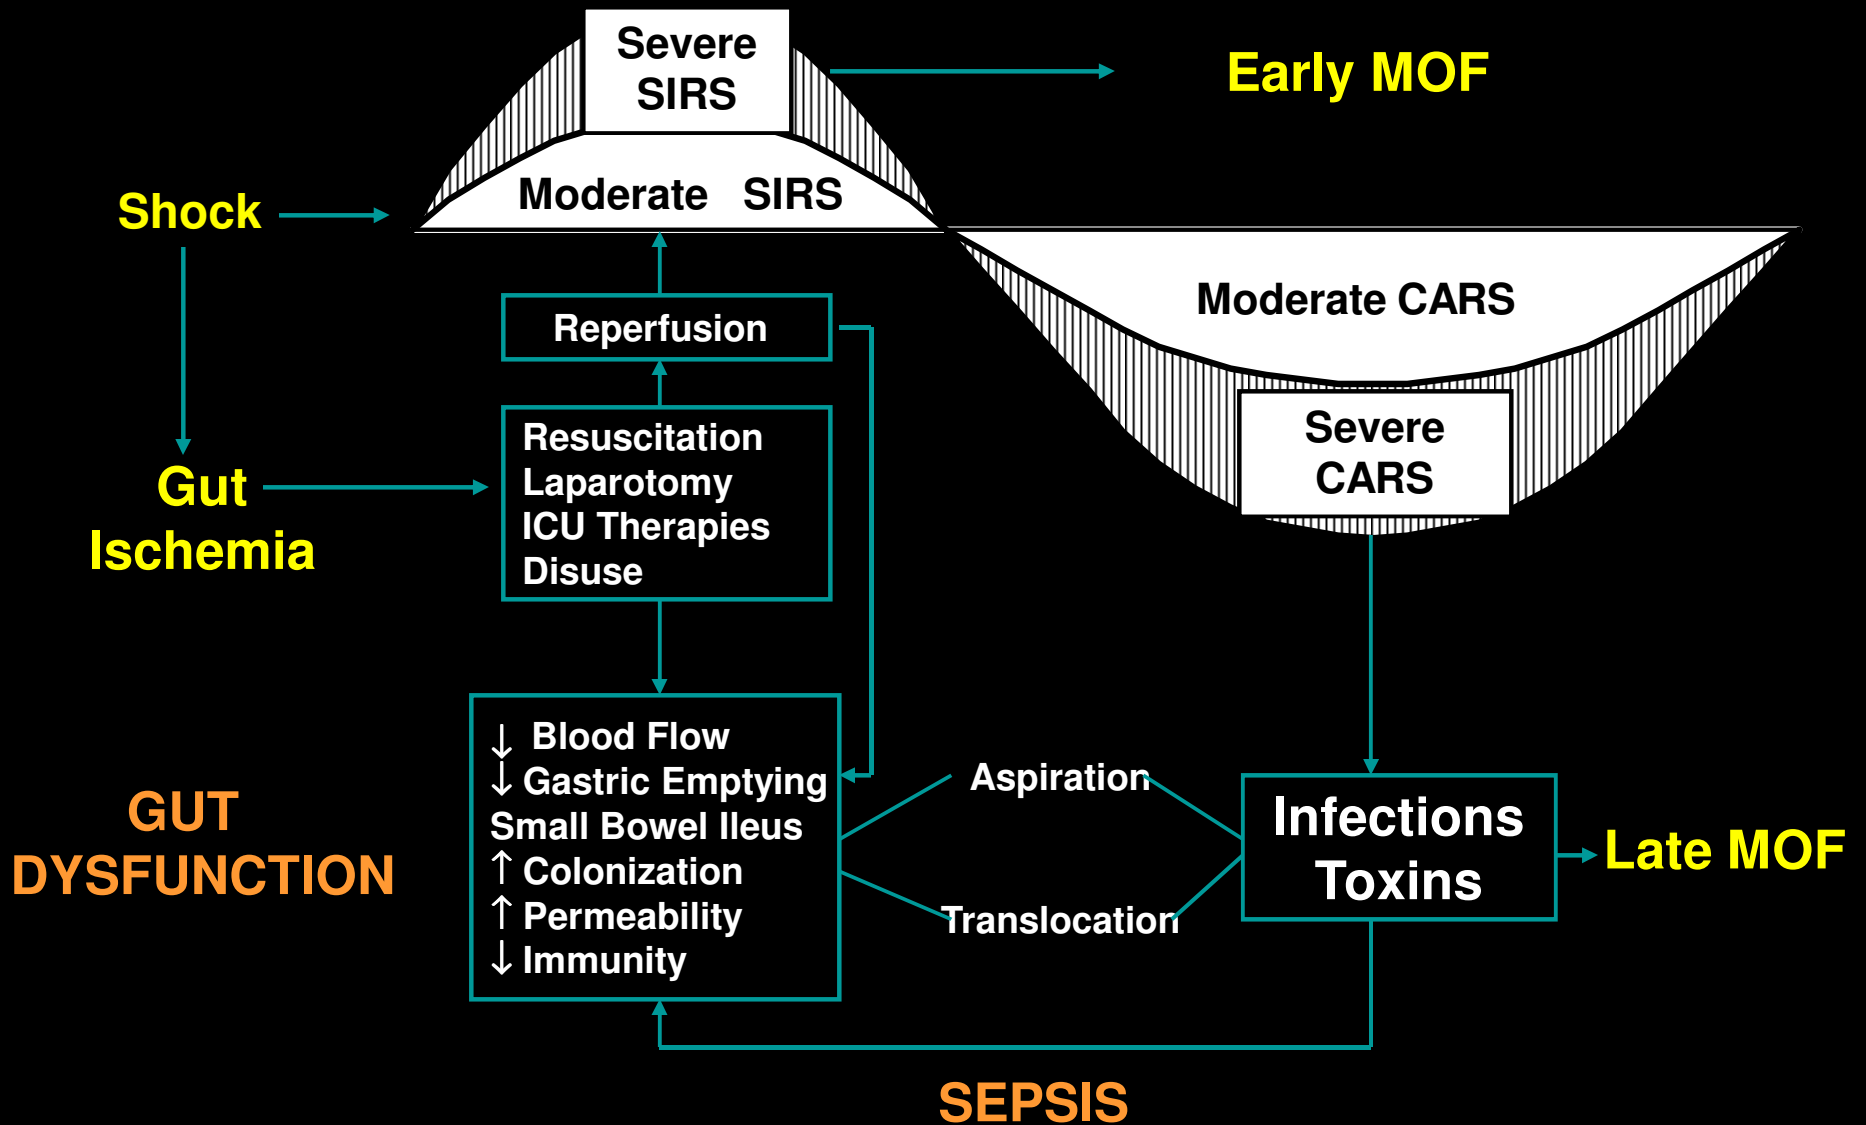 Severe
SIRS
Early MOF
Moderate SIRS
Shock
Moderate CARS
Reperfusion
Severe
CARS
Resuscitation
Laparotomy
ICU Therapies
Disuse
Gut
Ischemia
↓ Blood Flow
↓ Gastric Emptying
Small Bowel Ileus
↑ Colonization
↑ Permeability
↓ Immunity
Aspiration
Translocation
Infections
Toxins
Late MOF
GUT
DYSFUNCTION
SEPSIS